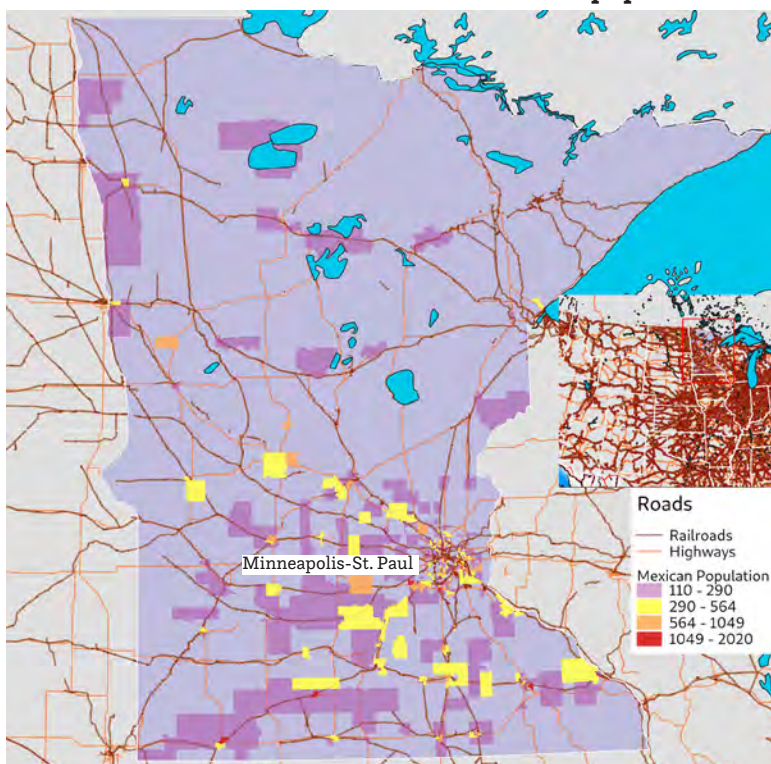 Minneapolis-St. Paul
Roads
Railroads
Highways
Mexican Population
110 - 290
290 - 564
564 - 1049
1049 - 2020